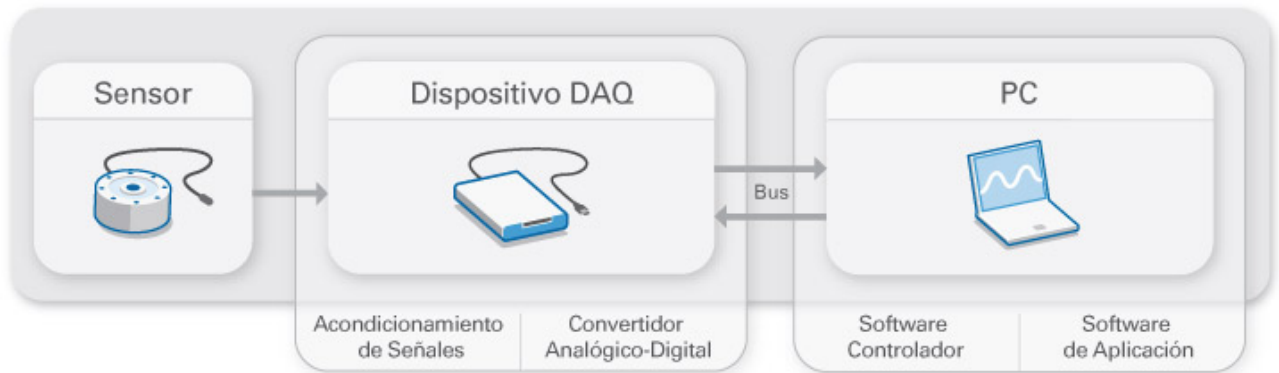 Sensor
Dispositivo DAQ
PC
Bus
Acondicionamiento
de Señales
Convertidor
Analógico-Digital
Software
Controlador
Software
de Aplicación